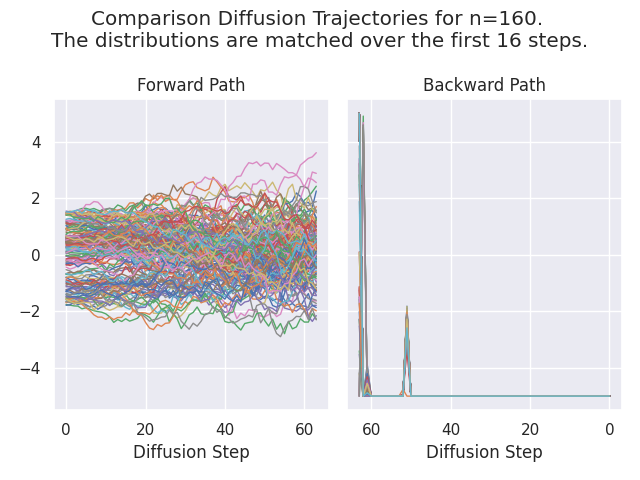 Comparison Diffusion Trajectories for n=160.
The distributions are matched over the first 16 steps.
Forward Path
Backward Path
4
2
0
−2
−4
0 20 40 60
60 40 20 0
Diffusion Step
Diffusion Step